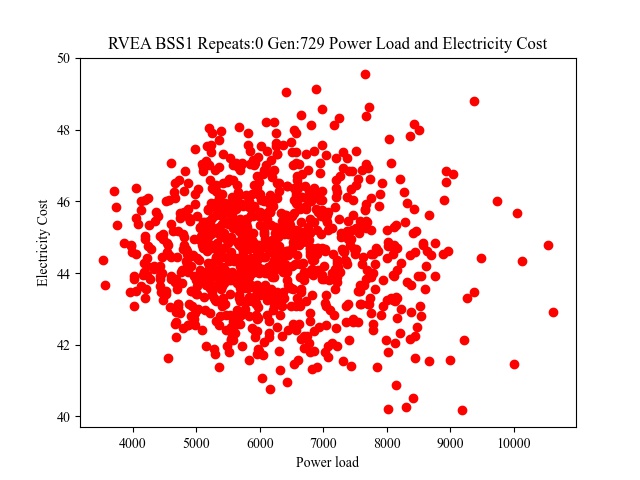 RVEA BSS1 Repeats:0 Gen:729 Power Load and Electricity Cost
50
48
46
44
42
40
Electricity Cost
4000 5000 6000 7000 8000 9000 10000
Power load